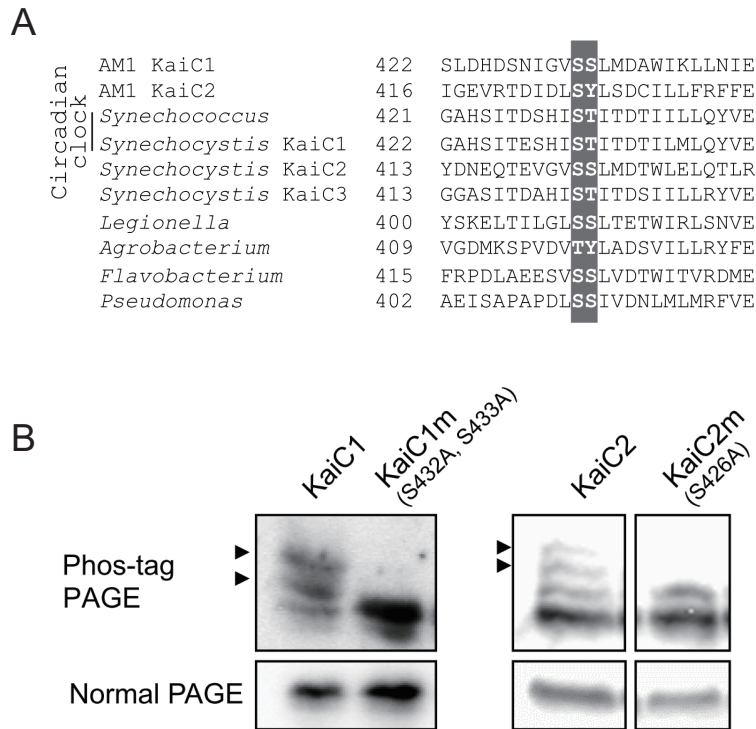 A
Circadian
clock
AM1 KaiC1 422 SLDHDSNIGVSSLMDAWIKLLNIE
AM1 KaiC2 416 IGEVRTDIDLSYLSDCILLFRFFE
Synechococcus 421 GAHSITDSHISTITDTIILLQYVE
Synechocystis KaiC1 422 GAHSITESHISTITDTILMLQYVE
Synechocystis KaiC2 413 YDNEQTEVGVSSLMDTWLELQTLR
Synechocystis KaiC3 413 GGASITDAHISTITDSIILLRYVE
Legionella 400 YSKELTILGLSSLTETWIRLSNVE
Agrobacterium 409 VGDMKSPVDVTYLADSVILLRYFE
Flavobacterium 415 FRPDLAEESVSSLVDTWITVRDME
Pseudomonas 402 AEISAPAPDLSSIVDNLMLMRFVE
B
KaiC1
KaiC1m
(S432A, S433A)
KaiC2
KaiC2m
(S426A)
Phos-tag
PAGE
Normal PAGE